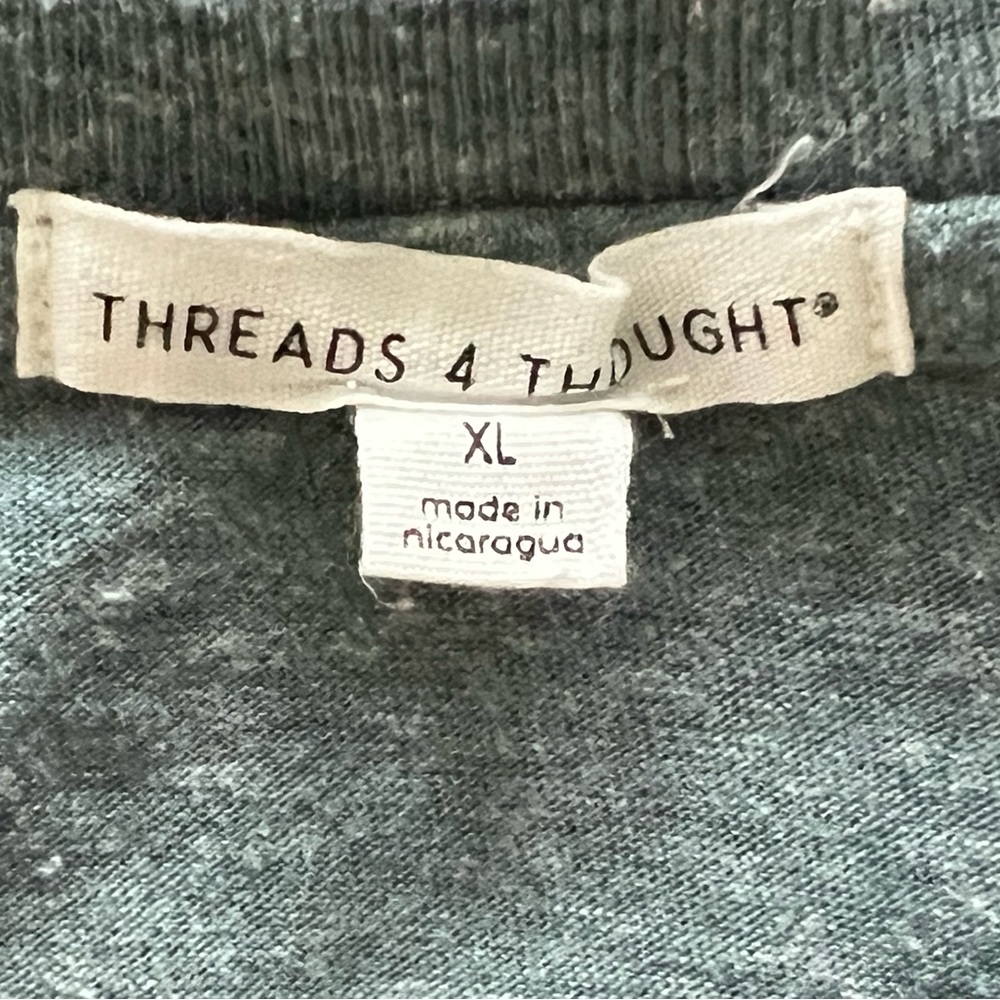 THREADS 4 THOUGHT®
XL
made in
nicaragua